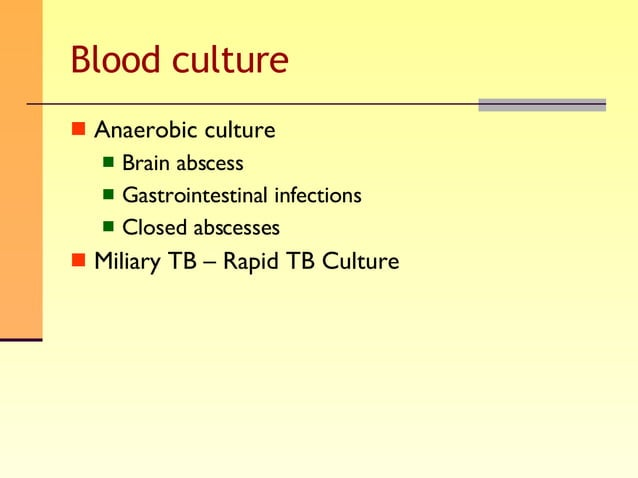 Blood culture
Anaerobic culture
Brain abscess
Gastrointestinal infections
Closed abscesses
Miliary TB – Rapid TB Culture